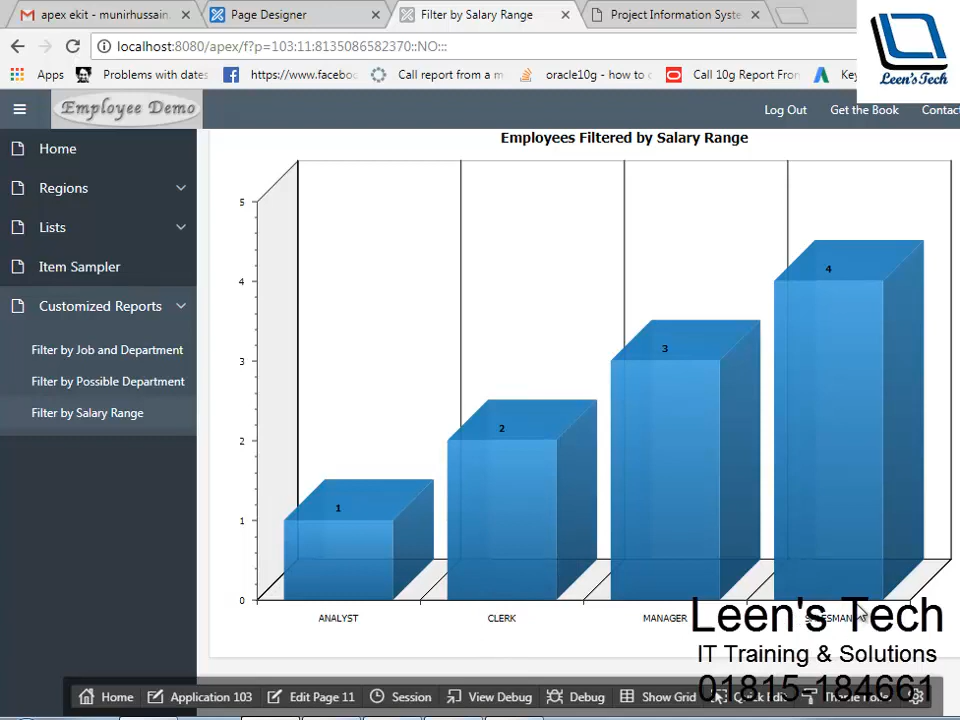 apex ekit - munirhussain.
Page Designer
Filter by Salary Range
Project Information Syste
localhost:8080/apex/f?p=103:11:8135086582370::NO:::
Apps
Problems with dates
https://www.faceboo
Call report from a m
oracle10g - how to c
Call 10g Report From
Key
Leen's Tech
Employee Demo
Log Out
Get the Book
Contact
Home
Regions
Lists
Item Sampler
Customized Reports
Filter by Job and Department
Filter by Possible Department
Filter by Salary Range
Employees Filtered by Salary Range
5
4
3
2
1
0
1
2
3
4
ANALYST
CLERK
MANAGER
SALESMAN
Leen's Tech
IT Training & Solutions
01815-184661
Home
Application 103
Edit Page 11
Session
View Debug
Debug
Show Grid
Quick Edit